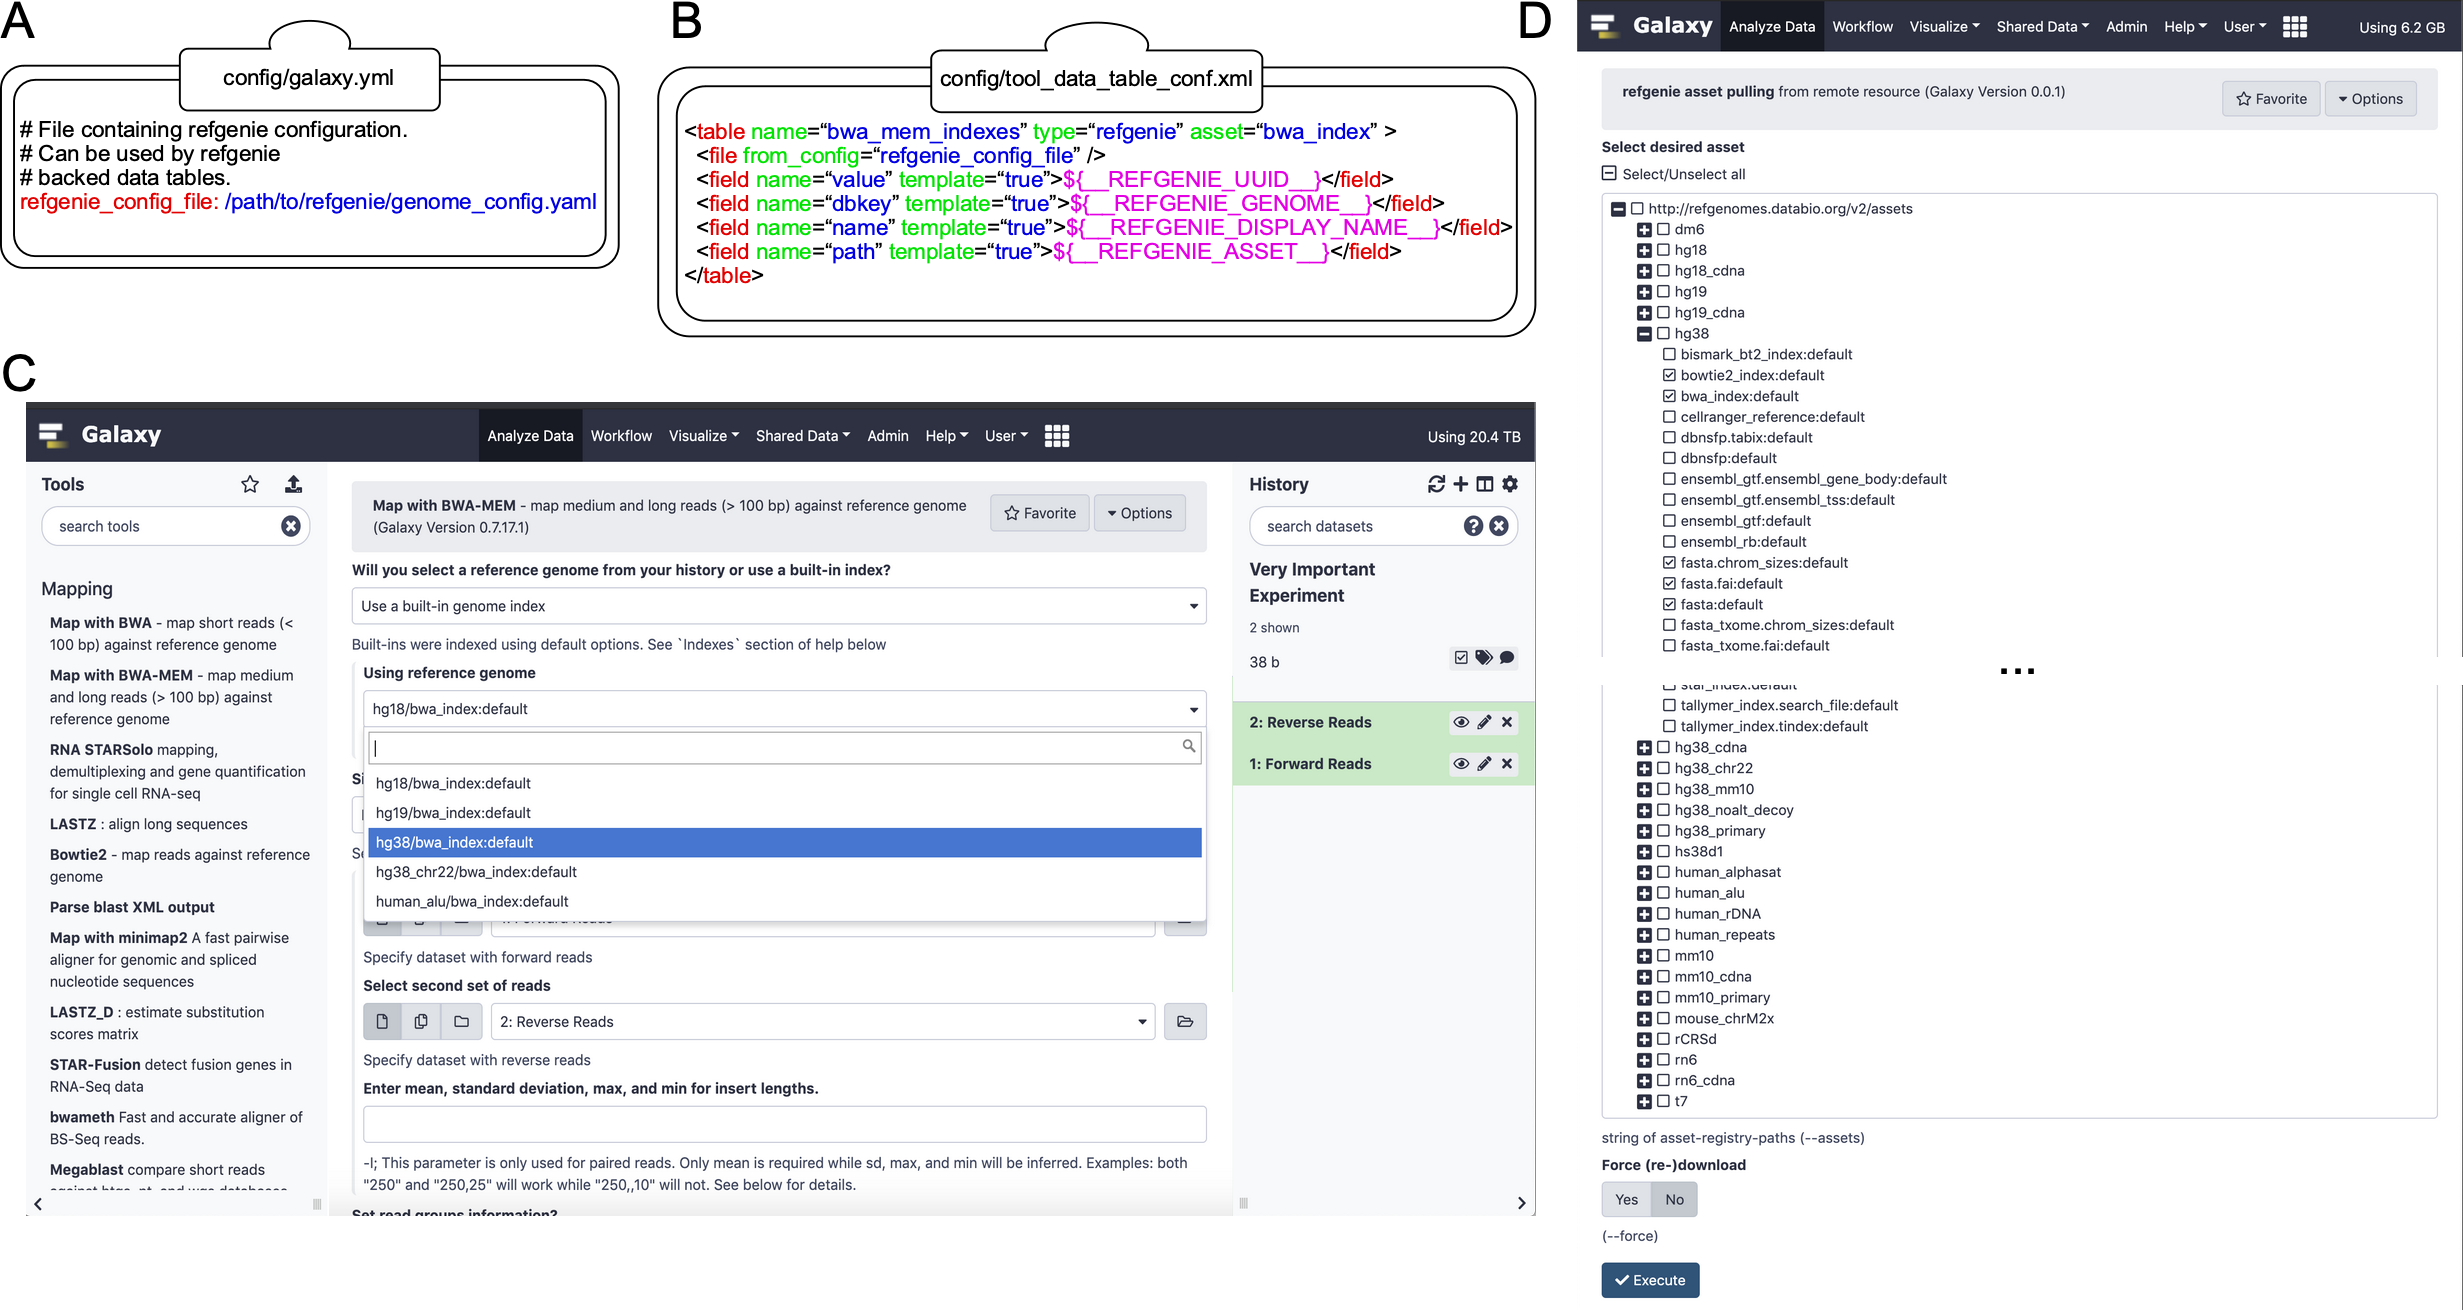 A
config/galaxy.yml
# File containing refgenie configuration.
# Can be used by refgenie
# backed data tables.
refgenie_config_file: /path/to/refgenie/genome_config.yaml
B
config/tool_data_table_conf.xml
<table name=“bwa_mem_indexes” type=“refgenie” asset=“bwa_index” >
<file from_config=“refgenie_config_file” />
<field name=“value” template=“true”>${__REFGENIE_UUID__}</field>
<field name=“dbkey” template=“true”>${__REFGENIE_GENOME__}</field>
<field name=“name” template=“true”>${__REFGENIE_DISPLAY_NAME__}</field>
<field name=“path” template=“true”>${__REFGENIE_ASSET__}</field>
</table>
C
Galaxy
Analyze Data Workflow Visualize Shared Data Admin Help User
Using 20.4 TB
Tools
search tools
Mapping
Map with BWA - map short reads (<
100 bp) against reference genome
Map with BWA-MEM - map medium
and long reads (> 100 bp) against
reference genome
RNA STARSolo mapping,
demultiplexing and gene quantification
for single cell RNA-seq
LASTZ : align long sequences
Bowtie2 - map reads against reference
genome
Parse blast XML output
Map with minimap2 A fast pairwise
aligner for genomic and spliced
nucleotide sequences
LASTZ_D : estimate substitution
scores matrix
STAR-Fusion detect fusion genes in
RNA-Seq data
bwameth Fast and accurate aligner of
BS-Seq reads.
Megablast compare short reads
Map with BWA-MEM - map medium and long reads (> 100 bp) against reference genome
(Galaxy Version 0.7.17.1)
Favorite
Options
Will you select a reference genome from your history or use a built-in index?
Use a built-in genome index
Built-ins were indexed using default options. See `Indexes` section of help below
Using reference genome
hg18/bwa_index:default
hg18/bwa_index:default
hg19/bwa_index:default
hg38/bwa_index:default
hg38_chr22/bwa_index:default
human_alu/bwa_index:default
Specify dataset with forward reads
Select second set of reads
2: Reverse Reads
Specify dataset with reverse reads
Enter mean, standard deviation, max, and min for insert lengths.
-I; This parameter is only used for paired reads. Only mean is required while sd, max, and min will be inferred. Examples: both
"250" and "250,25" will work while "250,,10" will not. See below for details.
Set read groups information?
History
search datasets
Very Important
Experiment
2 shown
38 b
2: Reverse Reads
1: Forward Reads
D
Galaxy
Analyze Data Workflow Visualize Shared Data Admin Help User
Using 6.2 GB
refgenie asset pulling from remote resource (Galaxy Version 0.0.1)
Favorite
Options
Select desired asset
Select/Unselect all
http://refgenomes.databio.org/v2/assets
dm6
hg18
hg18_cdna
hg19
hg19_cdna
hg38
bismark_bt2_index:default
bowtie2_index:default
bwa_index:default
cellranger_reference:default
dbnsfp.tabix:default
dbnsfp:default
ensembl_gtf.ensembl_gene_body:default
ensembl_gtf.ensembl_tss:default
ensembl_gtf:default
ensembl_rb:default
fasta.chrom_sizes:default
fasta.fai:default
fasta:default
fasta_txome.chrom_sizes:default
fasta_txome.fai:default
...
star_index:default
tallymer_index.search_file:default
tallymer_index.tindex:default
hg38_cdna
hg38_chr22
hg38_mm10
hg38_noalt_decoy
hg38_primary
hs38d1
human_alphasat
human_alu
human_rDNA
human_repeats
mm10
mm10_cdna
mm10_primary
mouse_chrM2x
rCRSd
rn6
rn6_cdna
t7
string of asset-registry-paths (--assets)
Force (re-)download
Yes No
(--force)
Execute